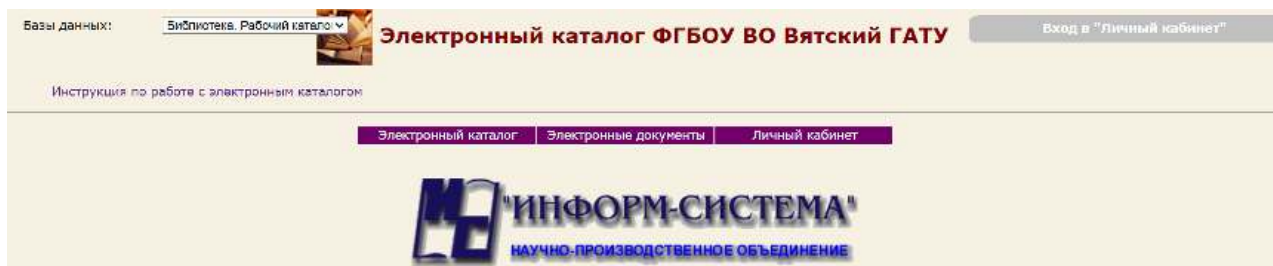 Базы данных:
Библиотека. Рабочий катало
Электронный каталог ФГБОУ ВО Вятский ГАТУ
Вход в "Личный кабинет"
Инструкция по работе с электронным каталогом
Электронный каталог
Электронные документы
Личный кабинет
ИС
"ИНФОРМ-СИСТЕМА"
НАУЧНО-ПРОИЗВОДСТВЕННОЕ ОБЪЕДИНЕНИЕ